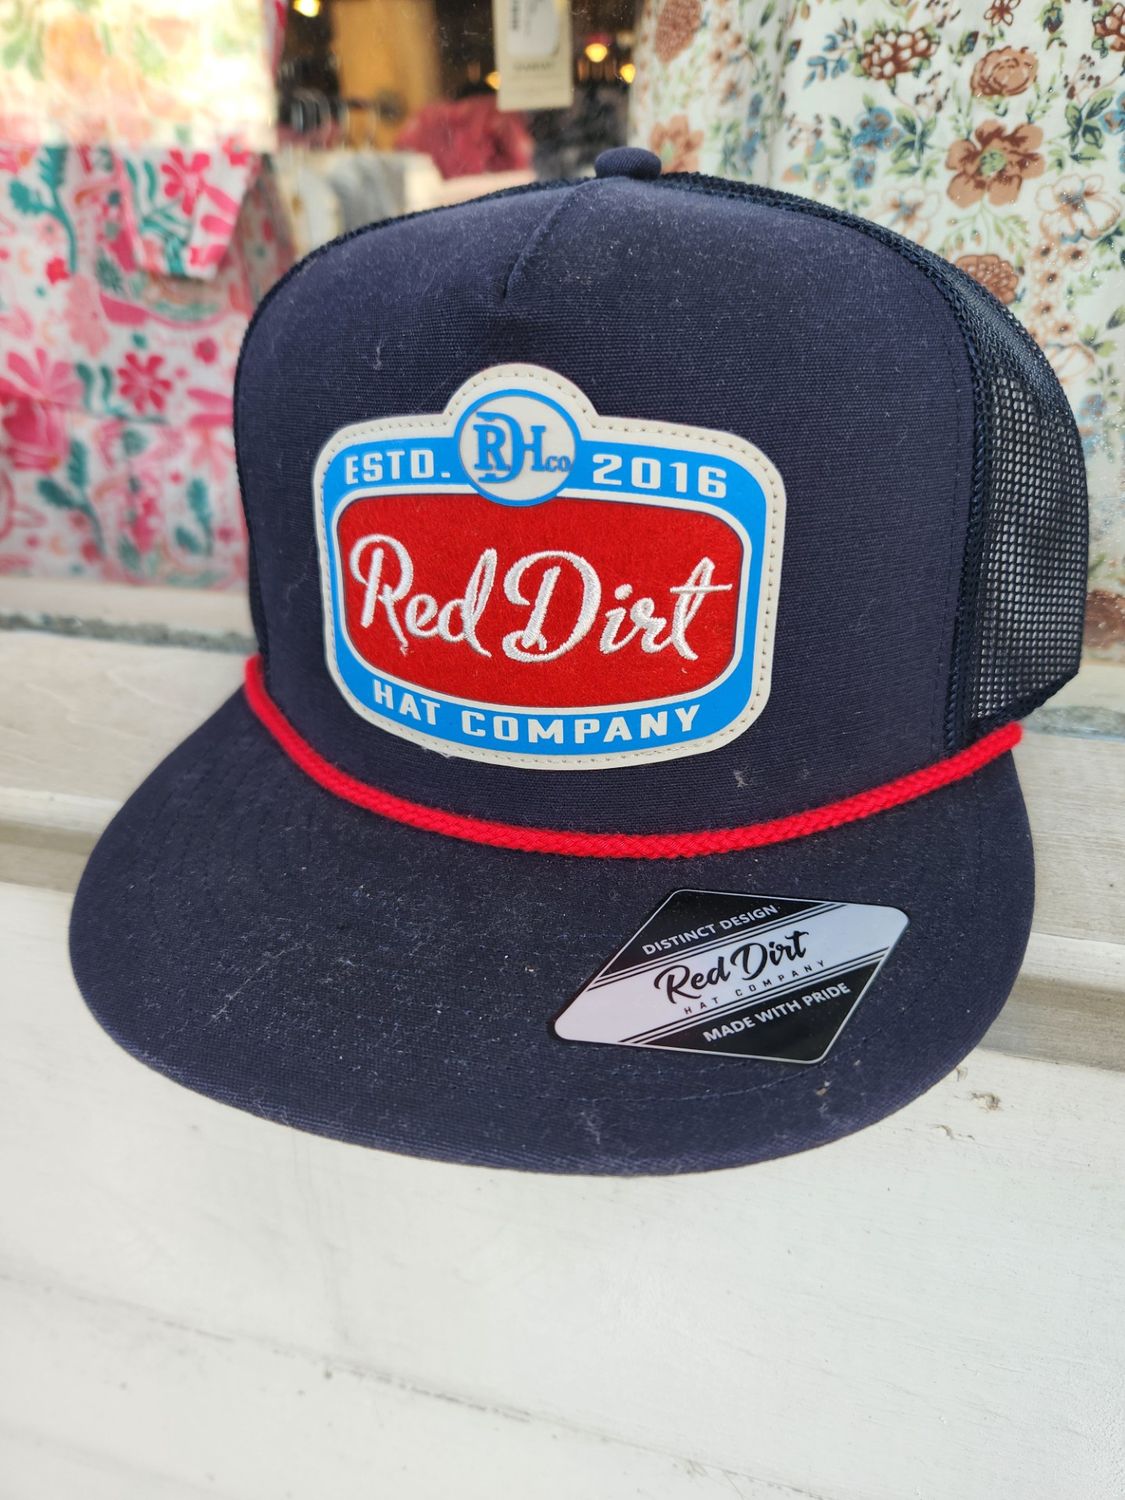 ESTD. RDHCO 2016
Red Dirt
HAT COMPANY
DISTINCT DESIGN
Red Dirt
HAT COMPANY
MADE WITH PRIDE